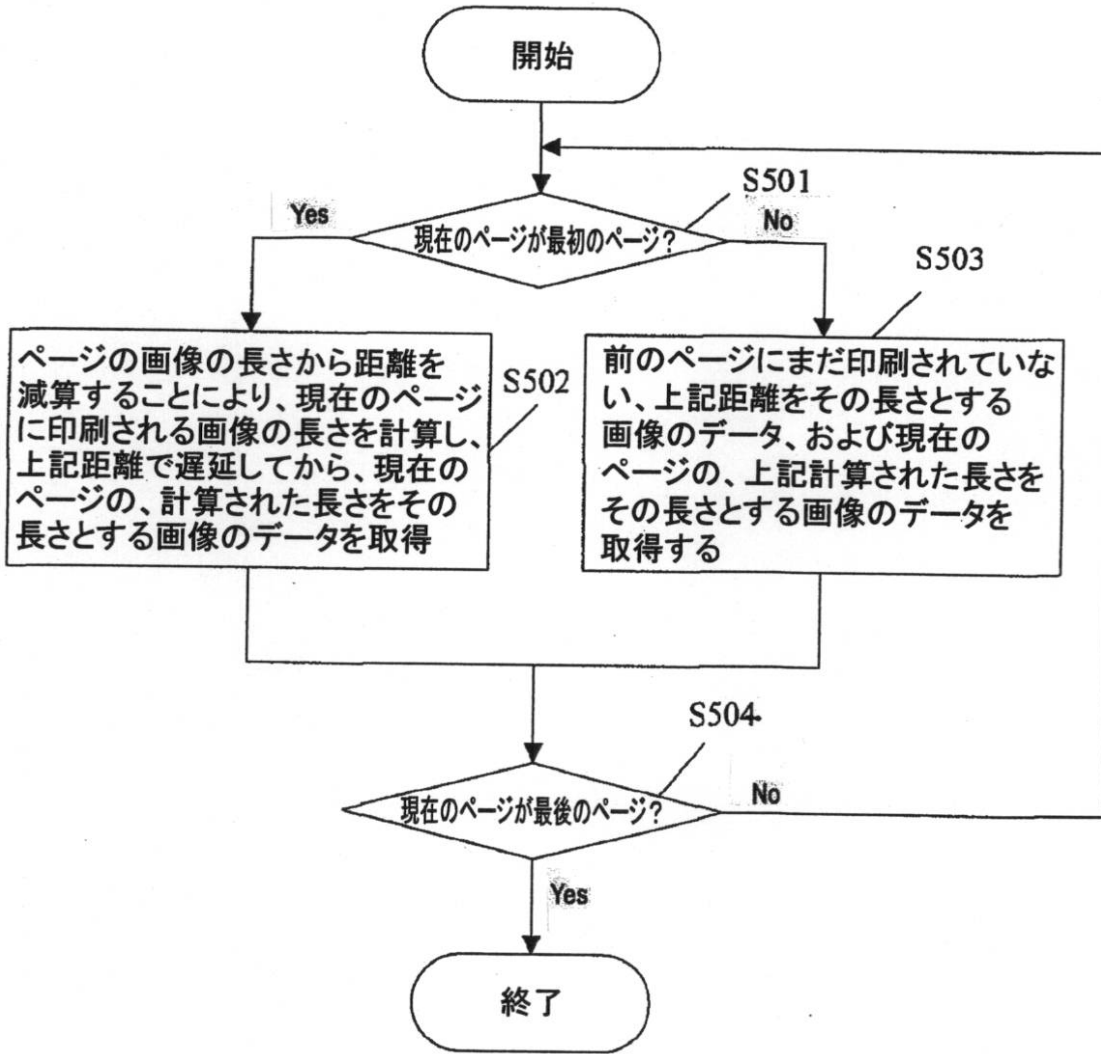 開始
S501
Yes
現在のページが最初のページ?
No
S503
ページの画像の長さから距離を
減算することにより、現在のページ
に印刷される画像の長さを計算し、
上記距離で遅延してから、現在の
ページの、計算された長さをその
長さとする画像のデータを取得
S502
前のページにまだ印刷されていな
い、上記距離をその長さとする
画像のデータ、および現在の
ページの、上記計算された長さを
その長さとする画像のデータを
取得する
S504
現在のページが最後のページ?
No
Yes
終了